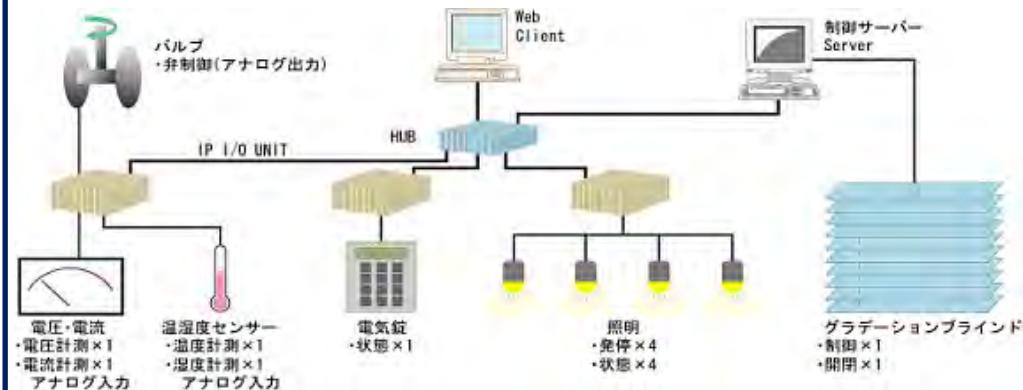 バルブ
・弁制御(アナログ出力)
Web
Client
制御サーバー
Server
HUB
IP I/O UNIT
電圧・電流
・電圧計測×1
・電流計測×1
アナログ入力
温湿度センサー
・温度計測×1
・湿度計測×1
アナログ入力
電気錠
・状態×1
照明
・発停×4
・状態×4
グラデーションブラインド
・制御×1
・開閉×1